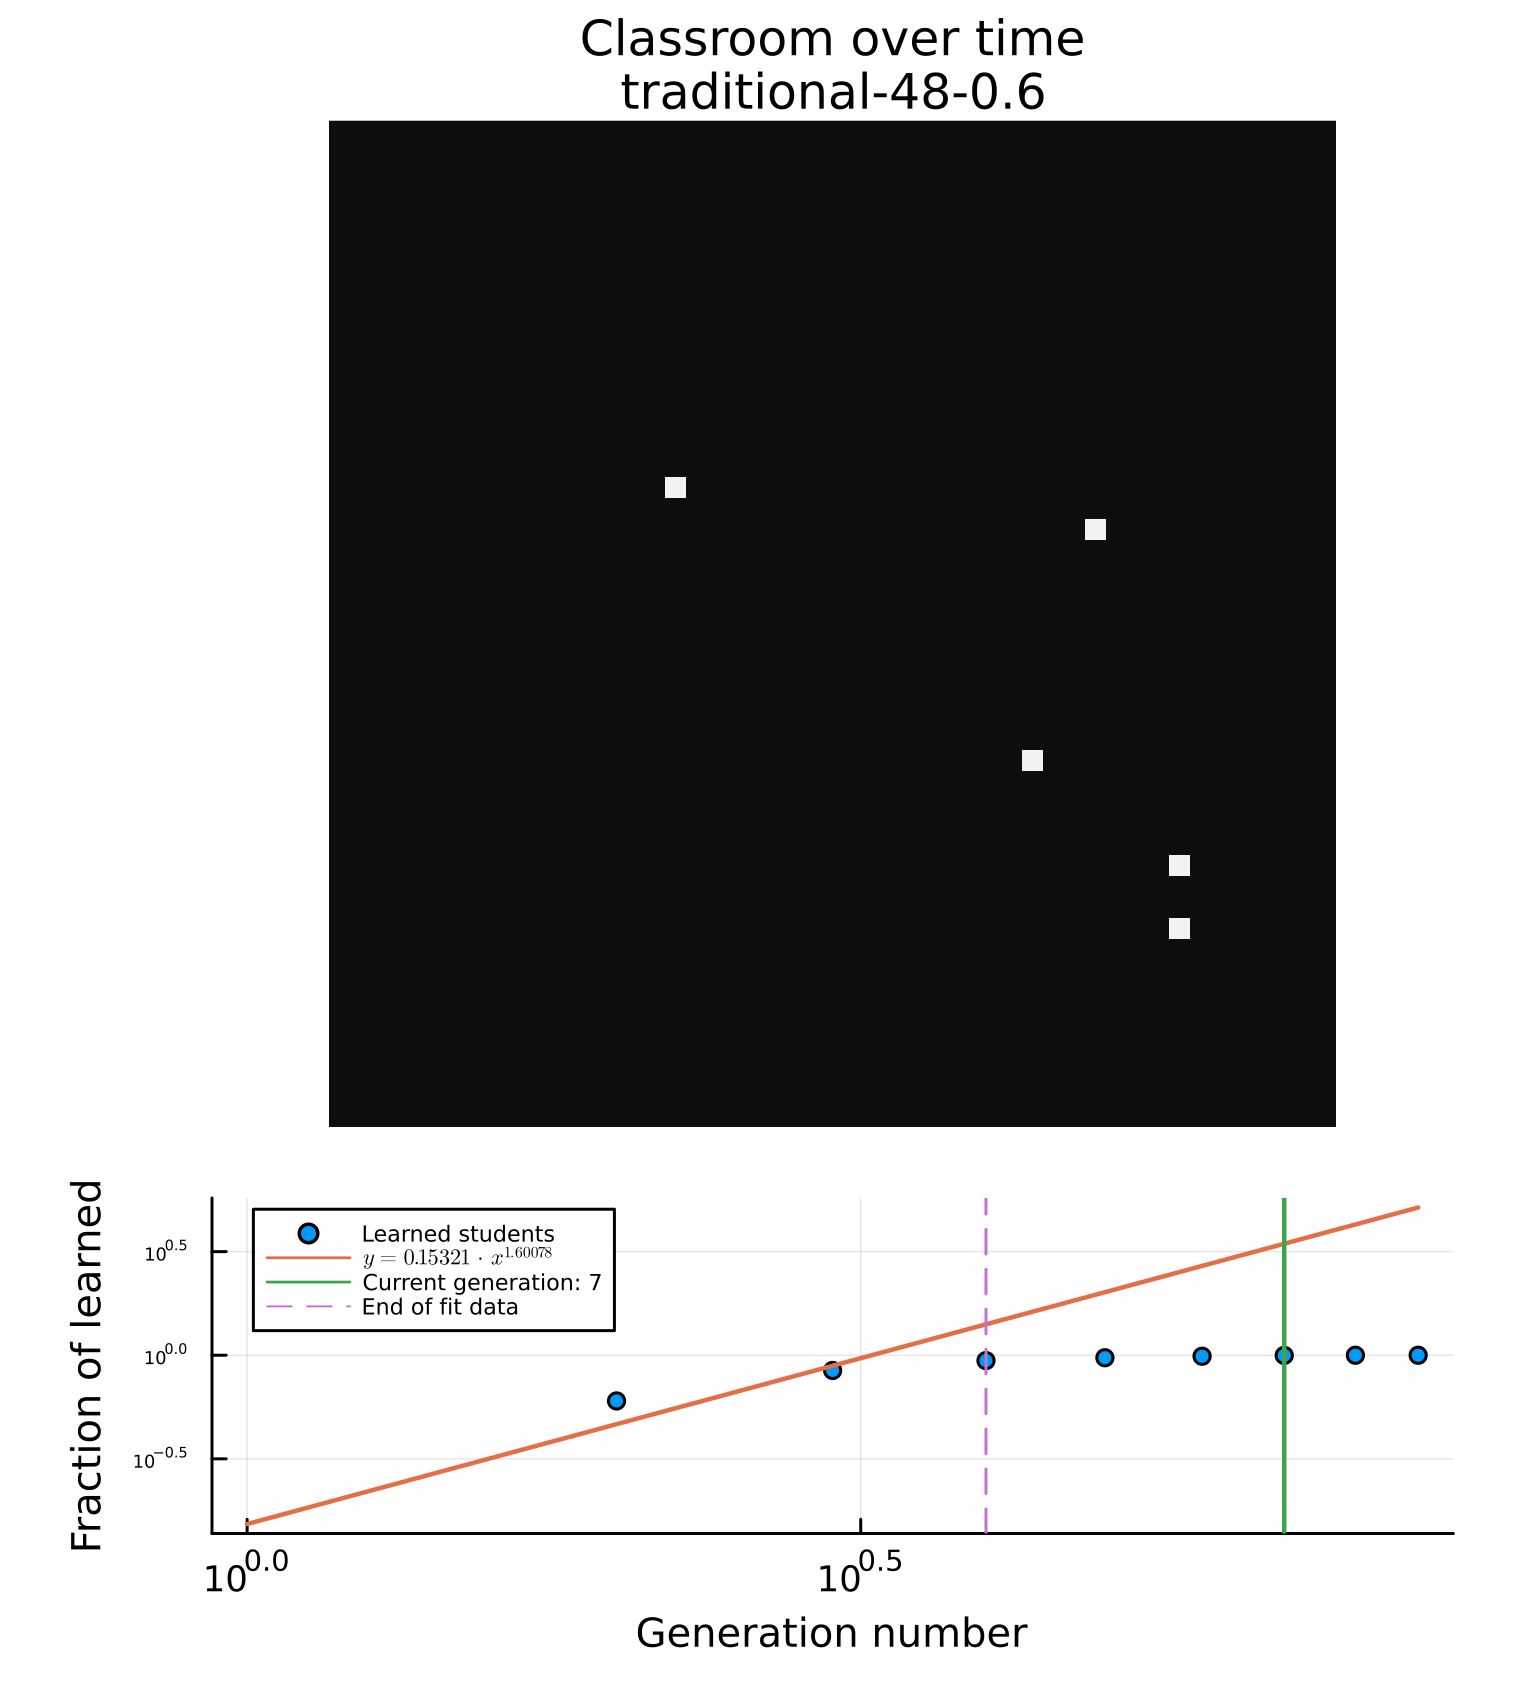 Classroom over time
traditional-48-0.6
Fraction of learned
10^0.5
10^0.0
10^−0.5
Learned students
y = 0.15321 · x^1.60078
Current generation: 7
End of fit data
10^0.0
10^0.5
Generation number